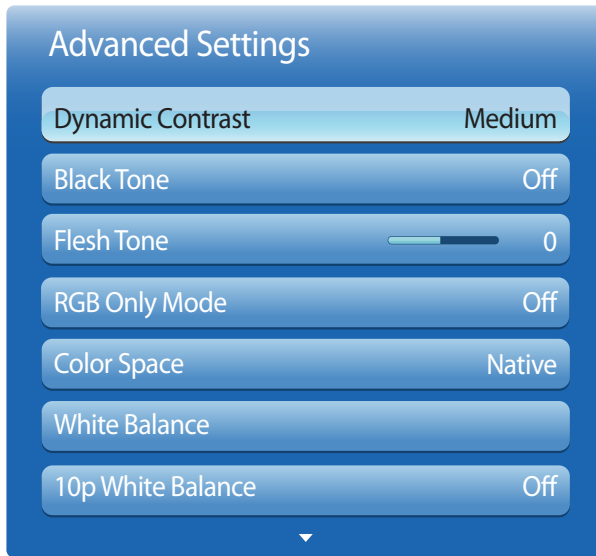 Advanced Settings
Dynamic Contrast Medium
Black Tone Off
Flesh Tone 0
RGB Only Mode Off
Color Space Native
White Balance
10p White Balance Off